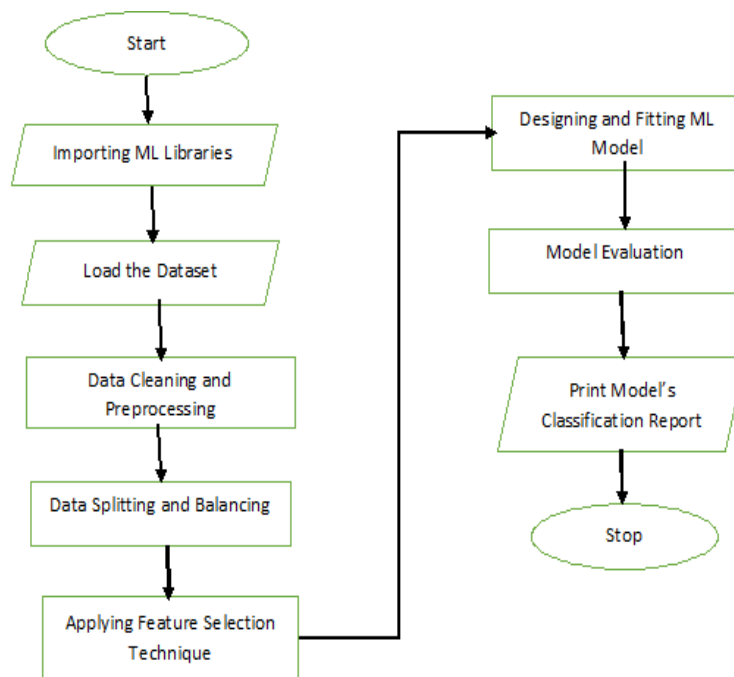 Start
Importing ML Libraries
Load the Dataset
Data Cleaning and
Preprocessing
Data Splitting and Balancing
Applying Feature Selection
Technique
Designing and Fitting ML
Model
Model Evaluation
Print Model's
Classification Report
Stop